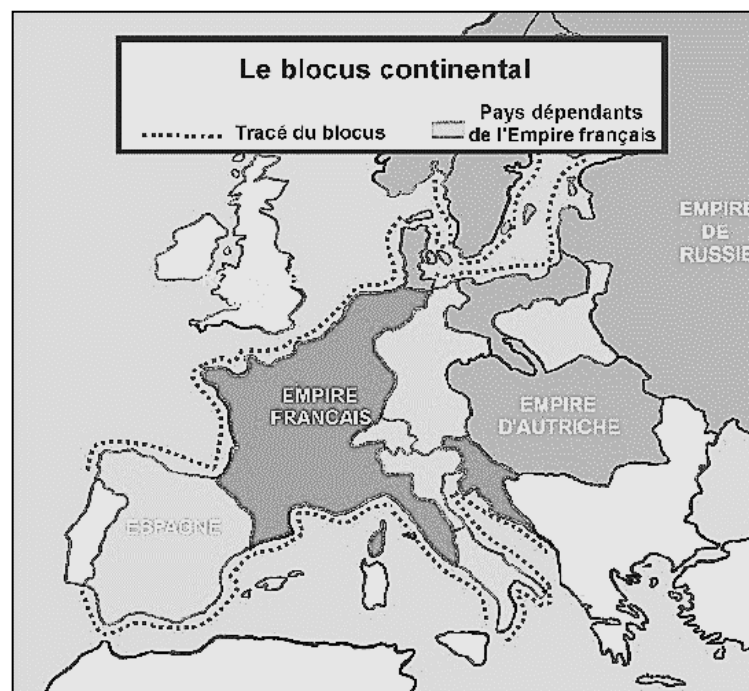 Le blocus continental
Tracé du blocus
Pays dépendants
de l'Empire français
EMPIRE
DE
RUSSIE
EMPIRE
FRANCAIS
EMPIRE
D'AUTRICHE
ESPAGNE